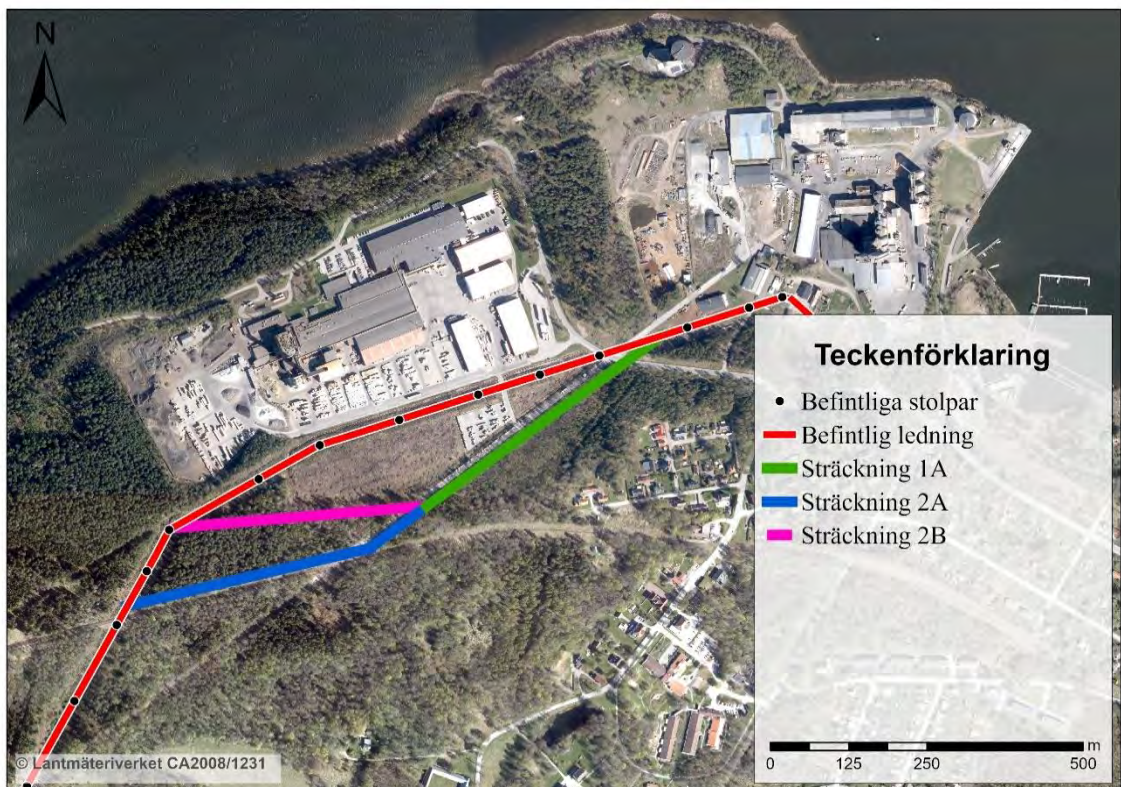 N
Teckenförklaring
Befintliga stolpar
Befintlig ledning
Sträckning 1A
Sträckning 2A
Sträckning 2B
m
0 125 250 500
© Lantmäteriverket CA2008/1231